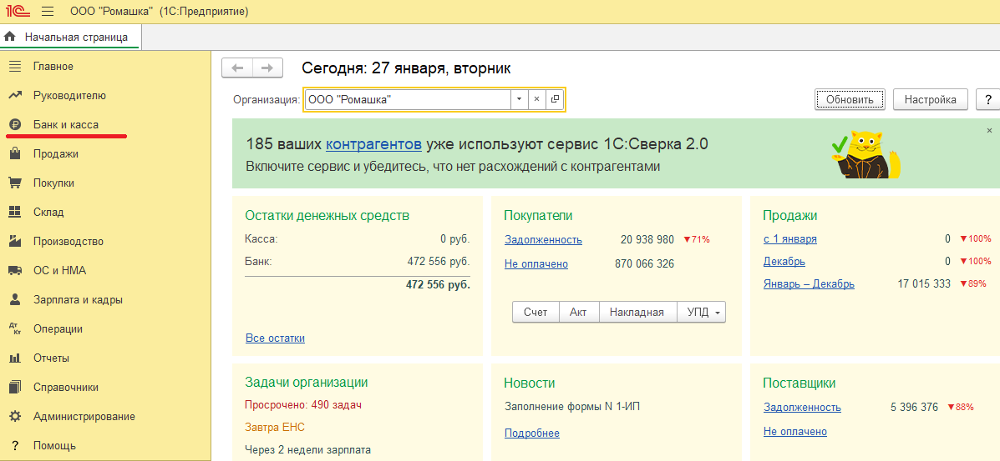 1С ООО "Ромашка" (1С:Предприятие)
Начальная страница
Главное
Руководителю
Банк и касса
Продажи
Покупки
Склад
Производство
ОС и НМА
Зарплата и кадры
Дт Кт Операции
Отчеты
Справочники
Администрирование
? Помощь
Сегодня: 27 января, вторник
Организация: ООО "Ромашка"
Обновить Настройка ?
185 ваших контрагентов уже используют сервис 1С:Сверка 2.0
Включите сервис и убедитесь, что нет расхождений с контрагентами
Остатки денежных средств
Касса: 0 руб.
Банк: 472 556 руб.
472 556 руб.
Все остатки
Покупатели
Задолженность 20 938 980 ▼71%
Не оплачено 870 066 326
Счет Акт Накладная УПД
Продажи
с 1 января 0 ▼100%
Декабрь 0 ▼100%
Январь – Декабрь 17 015 333 ▼89%
Задачи организации
Просрочено: 490 задач
Завтра ЕНС
Через 2 недели зарплата
Новости
Заполнение формы N 1-ИП
Подробнее
Поставщики
Задолженность 5 396 376 ▼88%
Не оплачено